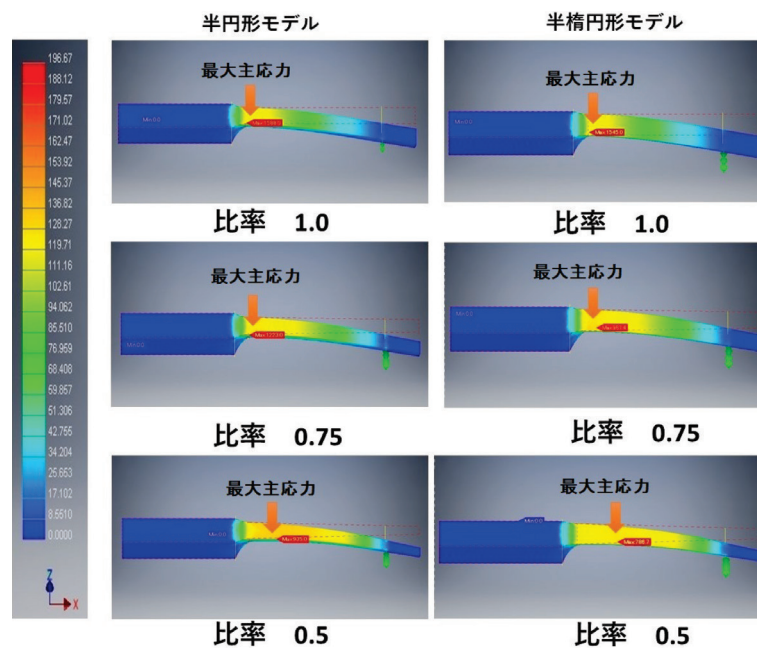 半円形モデル
半楕円形モデル
196.67
188.12
179.57
171.02
162.47
153.92
145.37
136.82
128.27
119.71
111.16
102.61
94.062
85.510
76.959
68.408
59.857
51.306
42.755
34.204
25.653
17.102
8.5510
0.0000
Z
X
最大主応力
比率 1.0
最大主応力
比率 1.0
最大主応力
比率 0.75
最大主応力
比率 0.75
最大主応力
比率 0.5
最大主応力
比率 0.5